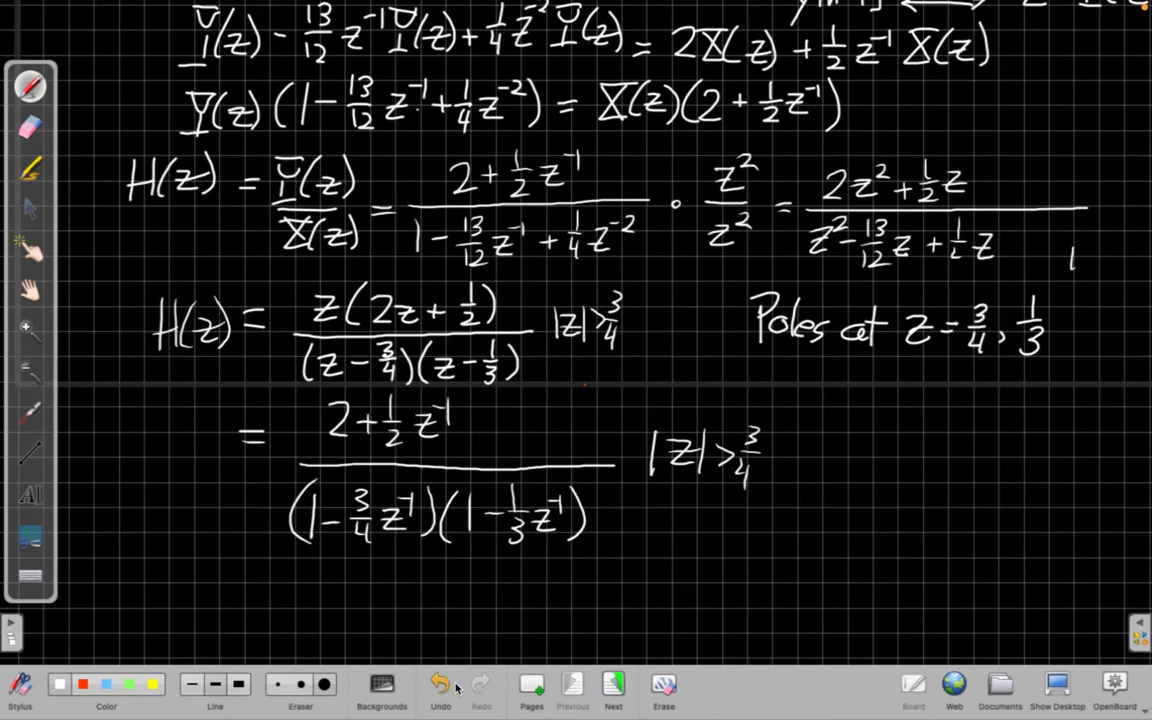 Y(z) - 13/12 z^-1 Y(z) + 1/4 z^-2 Y(z) = 2X(z) + 1/2 z^-1 X(z)
Y(z) (1 - 13/12 z^-1 + 1/4 z^-2) = X(z)(2 + 1/2 z^-1)
H(z) = Y(z)/X(z) = (2 + 1/2 z^-1)/(1 - 13/12 z^-1 + 1/4 z^-2) · z^2/z^2 = (2z^2 + 1/2 z)/(z^2 - 13/12 z + 1/4 z)
H(z) = z(2z + 1/2)/((z - 3/4)(z - 1/3)) |z| > 3/4 Poles at z = 3/4, 1/3
= (2 + 1/2 z^-1)/((1 - 3/4 z^-1)(1 - 1/3 z^-1)) |z| > 3/4
Stylus Color Line Eraser Backgrounds Undo Redo Pages Previous Next Erase Board Web Documents Show Desktop OpenBoard